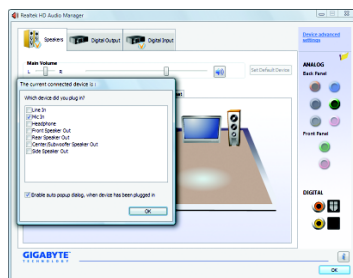 Realtek HD Audio Manager
Speakers
Digital Output
Digital Input
Device advanced settings
Main Volume
L
R
Set Default Device
ANALOG
Back Panel
The current connected device is :
Which device did you plug in?
Line In
Mic In
Headphone
Front Speaker Out
Rear Speaker Out
Center/Subwoofer Speaker Out
Side Speaker Out
Enable auto popup dialog, when device has been plugged in
OK
Front Panel
DIGITAL
GIGABYTE
TECHNOLOGY
i
OK